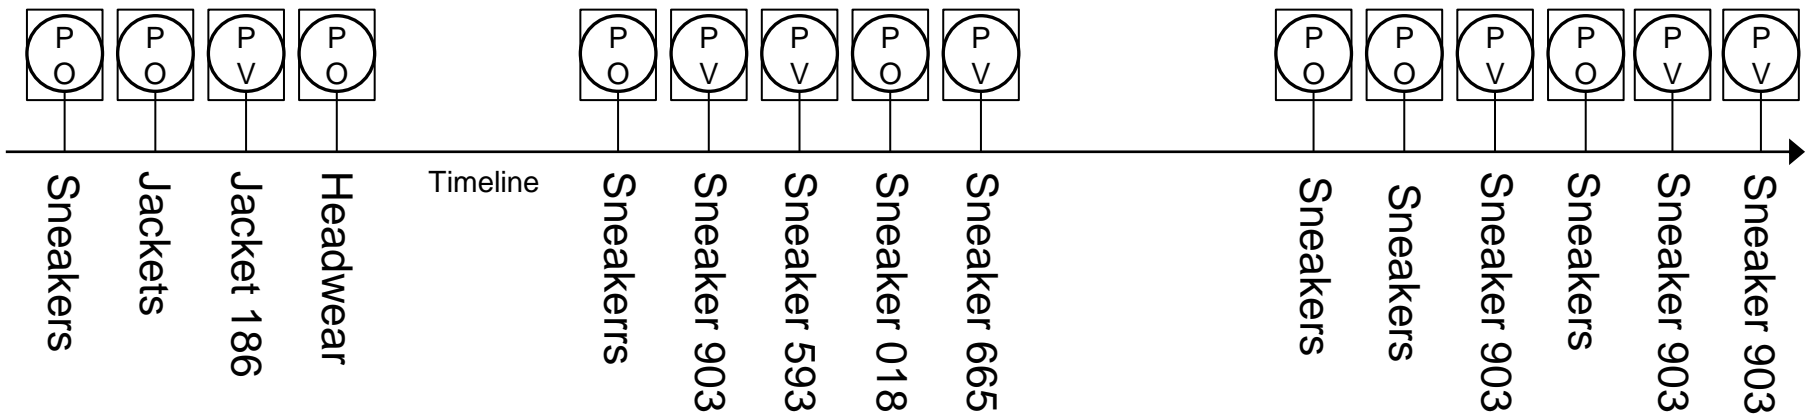 P
O
P
O
P
V
P
O
P
O
P
V
P
V
P
O
P
V
P
O
P
O
P
V
P
O
P
V
P
V
Sneakers
Jackets
Jacket 186
Headwear
Timeline
Sneakerrs
Sneaker 903
Sneaker 593
Sneaker 018
Sneaker 665
Sneakers
Sneakers
Sneaker 903
Sneakers
Sneaker 903
Sneaker 903